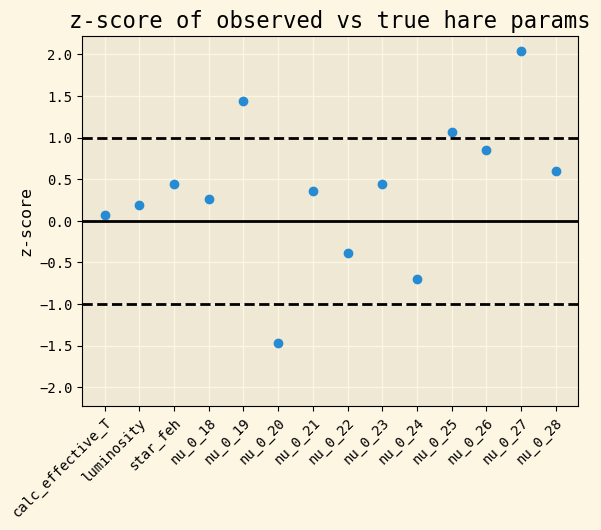 z-score of observed vs true hare params
z-score
2.0
1.5
1.0
0.5
0.0
−0.5
−1.0
−1.5
−2.0
calc_effective_T
luminosity
star_feh
nu_0_18
nu_0_19
nu_0_20
nu_0_21
nu_0_22
nu_0_23
nu_0_24
nu_0_25
nu_0_26
nu_0_27
nu_0_28